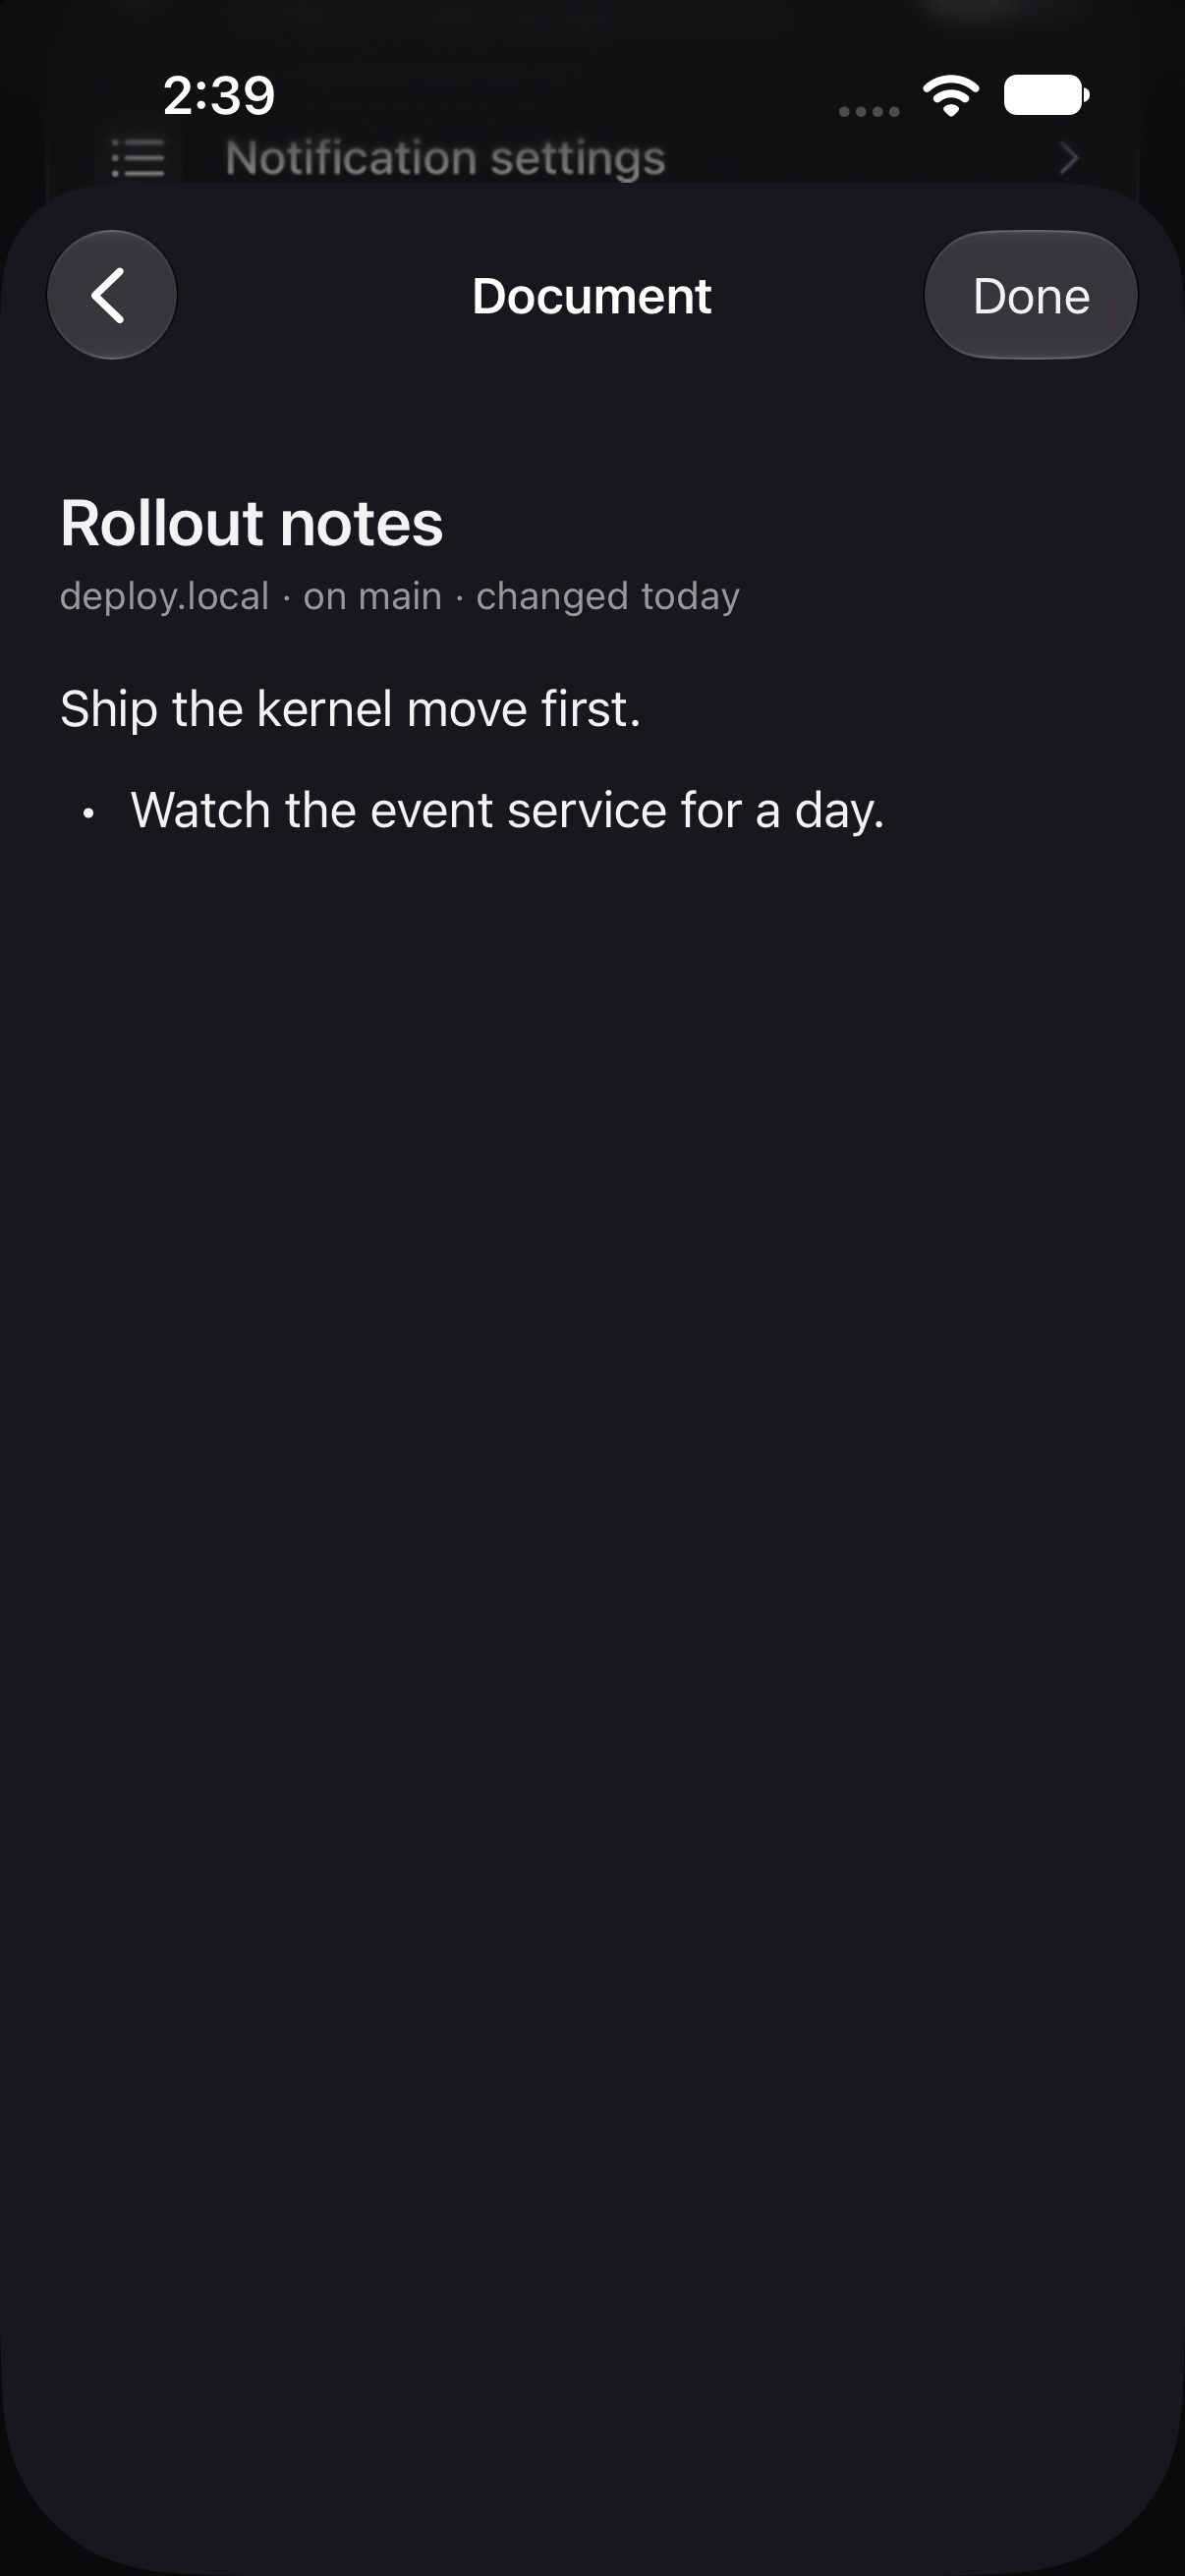 2:39
Notification settings
Document
Done
Rollout notes
deploy.local · on main · changed today
Ship the kernel move first.
• Watch the event service for a day.